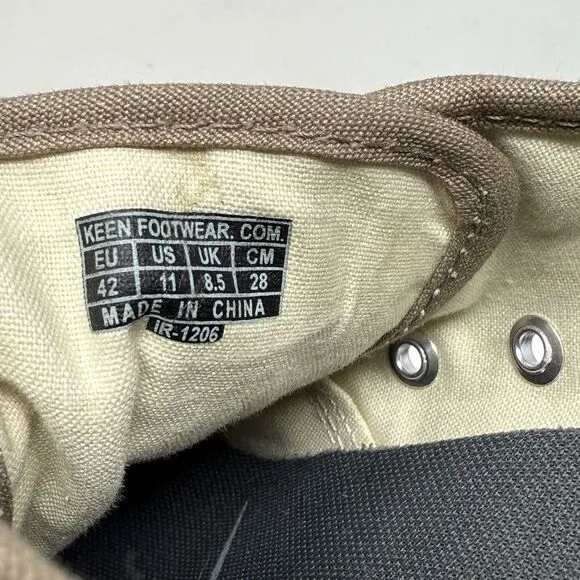 KEEN FOOTWEAR. COM.
EU US UK CM
42 11 8.5 28
MADE IN CHINA
IR-1206